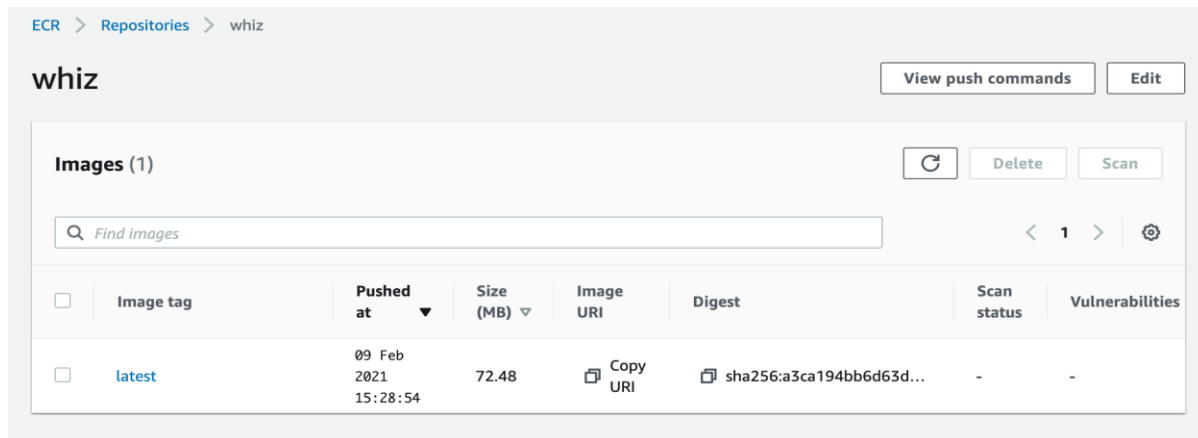 ECR > Repositories > whiz
whiz
View push commands Edit
Images (1)
Delete Scan
Find images
< 1 >
Image tag Pushed at Size (MB) Image URI Digest Scan status Vulnerabilities
latest 09 Feb 2021 15:28:54 72.48 Copy URI sha256:a3ca194bb6d63d... - -